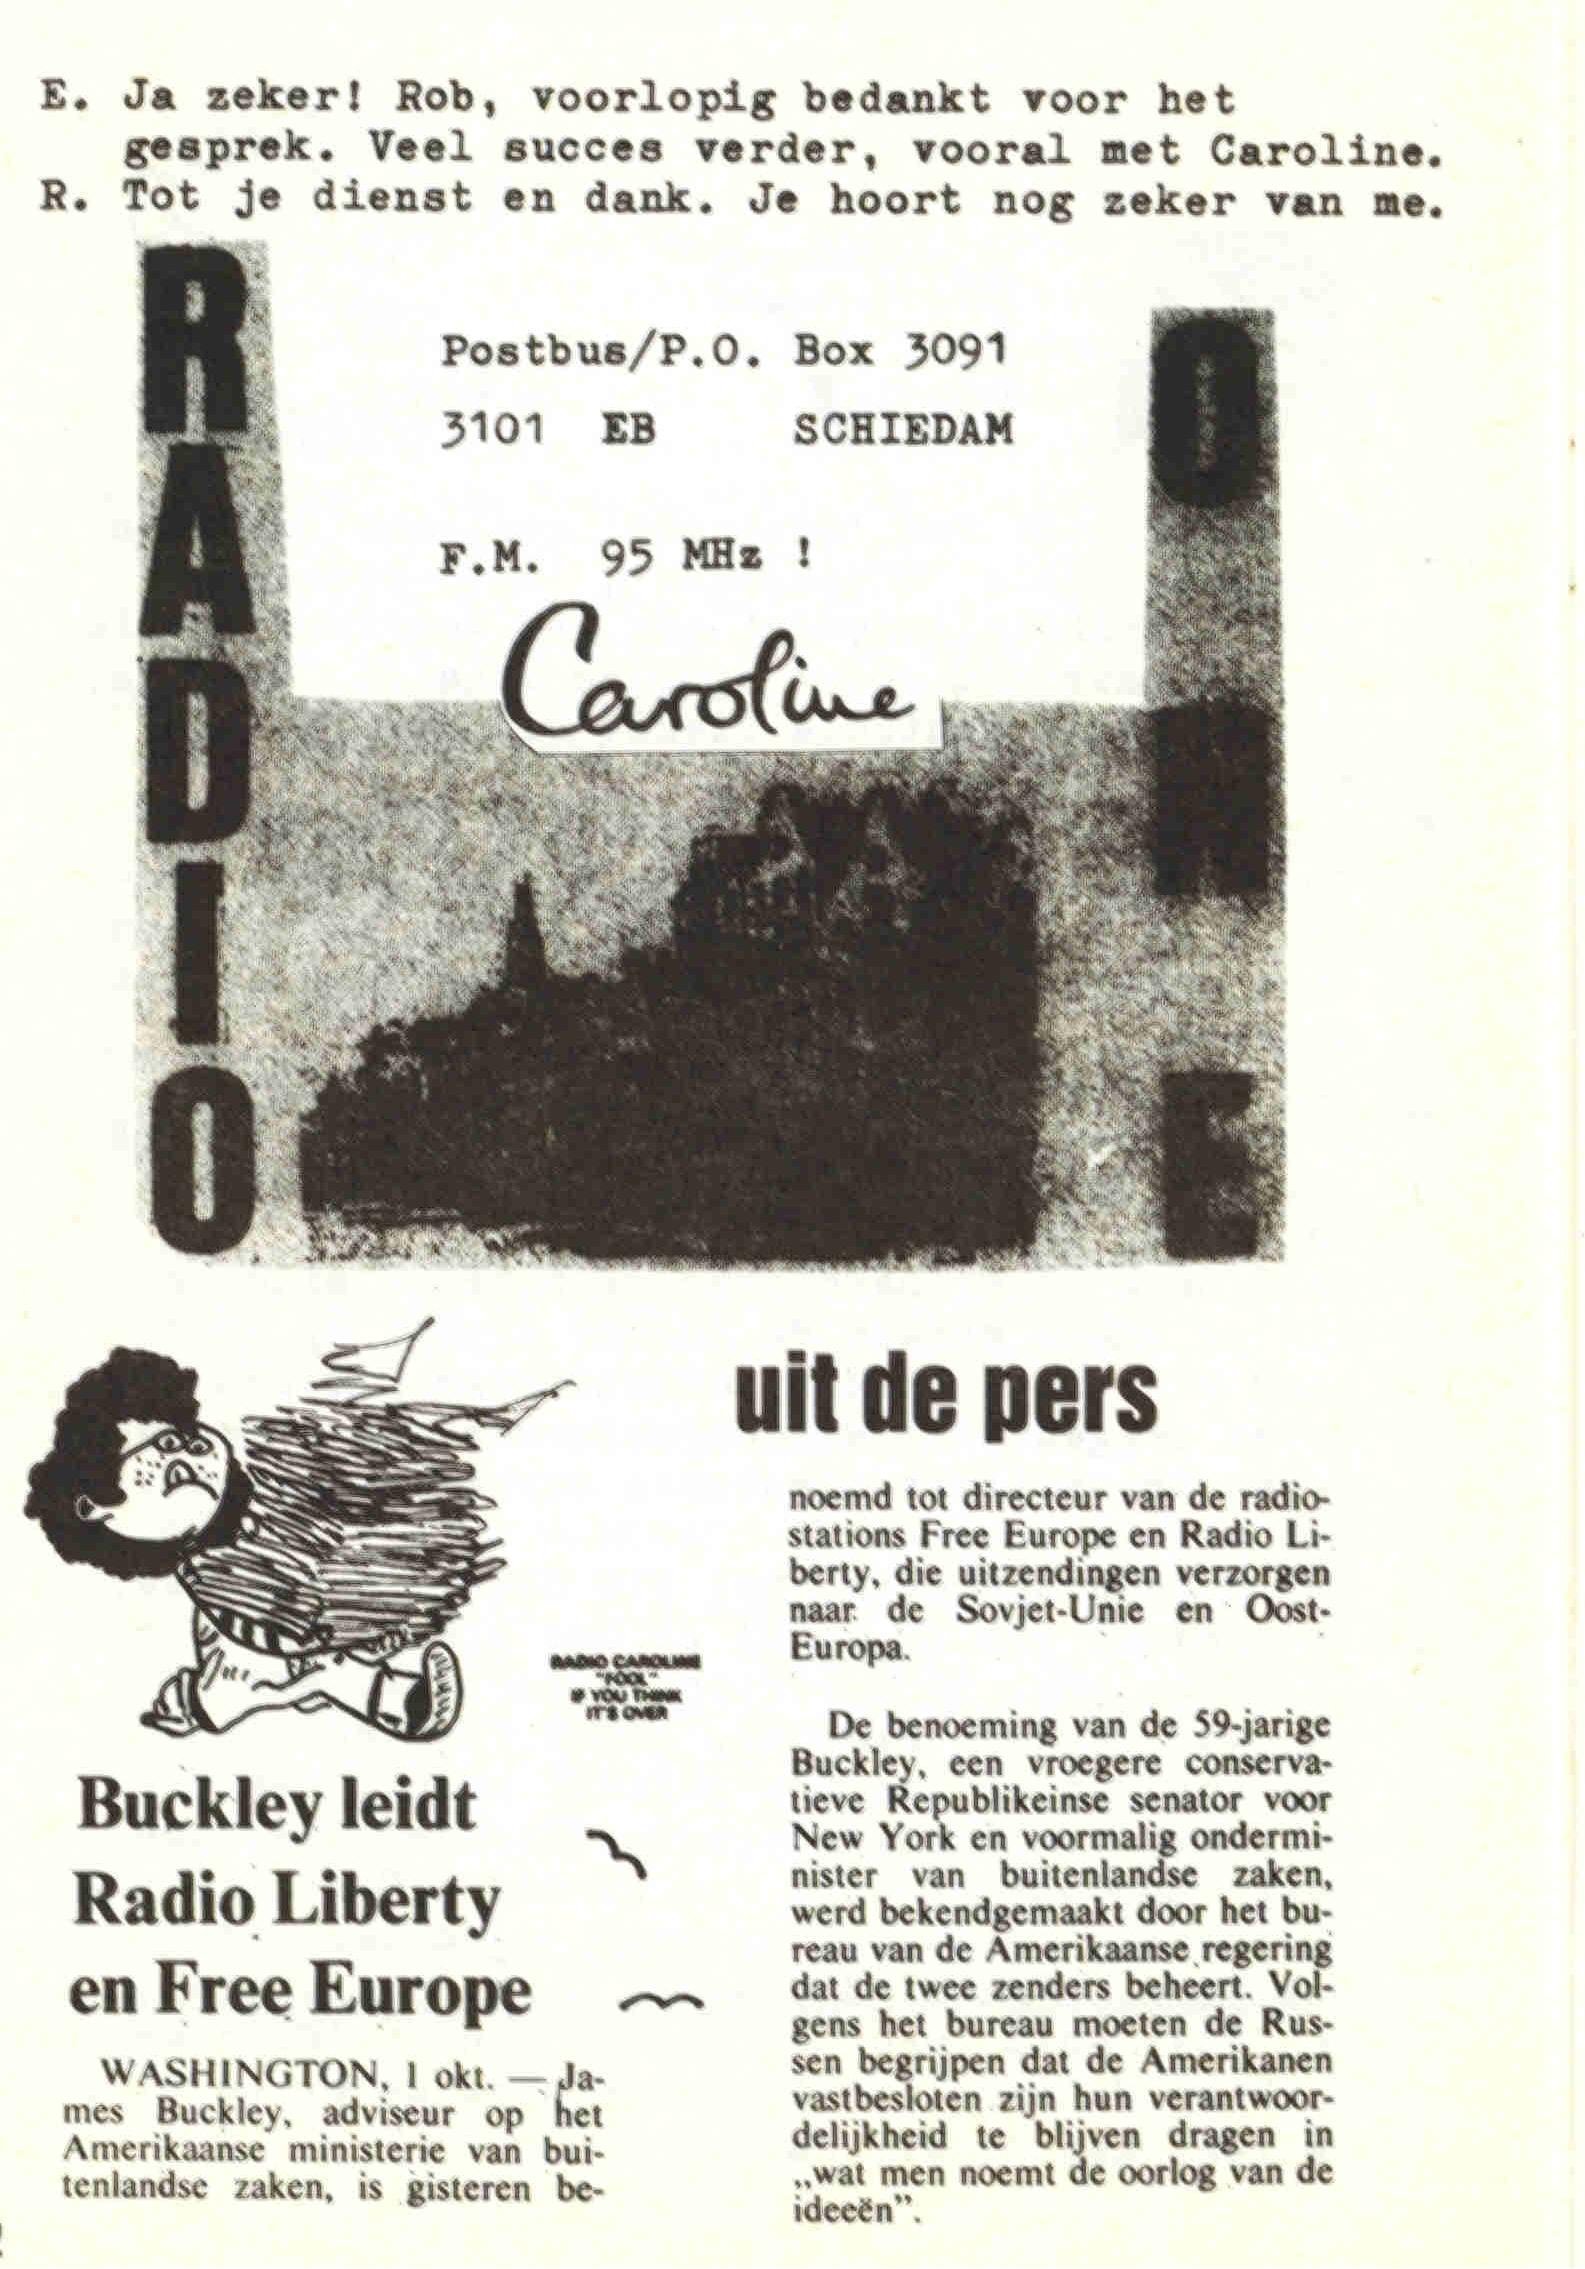 E. Ja zeker! Rob, voorlopig bedankt voor het
gesprek. Veel succes verder, vooral met Caroline.
R. Tot je dienst en dank. Je hoort nog zeker van me.
RADIO
Postbus/P.O. Box 3091
3101 EB SCHIEDAM
F.M. 95 MHz !
Caroline
RADIO CAROLINE
"FOOL"
IF YOU THINK
IT'S OVER
Buckley leidt
Radio Liberty
en Free Europe
WASHINGTON, 1 okt. — Ja-
mes Buckley, adviseur op het
Amerikaanse ministerie van bui-
tenlandse zaken, is gisteren be-
uit de pers
noemd tot directeur van de radio-
stations Free Europe en Radio Li-
berty, die uitzendingen verzorgen
naar de Sovjet-Unie en Oost-
Europa.
De benoeming van de 59-jarige
Buckley, een vroegere conserva-
tieve Republikeinse senator voor
New York en voormalig ondermi-
nister van buitenlandse zaken,
werd bekendgemaakt door het bu-
reau van de Amerikaanse regering
dat de twee zenders beheert. Vol-
gens het bureau moeten de Rus-
sen begrijpen dat de Amerikanen
vastbesloten zijn hun verantwoor-
delijkheid te blijven dragen in
„wat men noemt de oorlog van de
ideeën”.